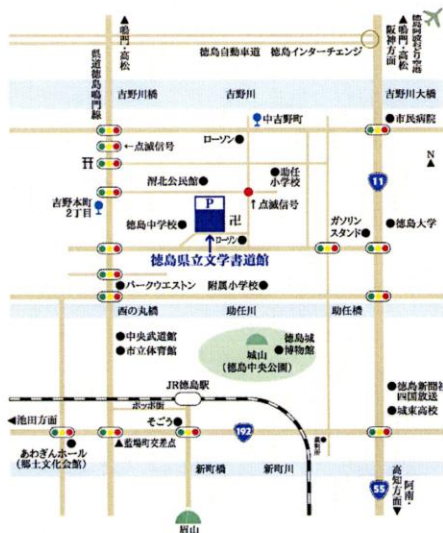 ▲鳴門・高松
県道徳島鳴門線
徳島自動車道 徳島インターチェンジ
▲鳴門・高松
阪神方面
徳島阿波おどり空港
吉野川橋
吉野川
吉野川大橋
中吉野町
市民病院
ローソン
←点滅信号
N
渭北公民館
助任
小学校
11
吉野本町
2丁目
P
↑点滅信号
徳島中学校
卍
ガソリン
スタンド
徳島大学
ローソン
徳島県立文学書道館
パークウエストン
附属小学校
西の丸橋
助任川
助任橋
中央武道館
市立体育館
徳島城
博物館
城山
(徳島中央公園)
JR徳島駅
徳島新聞社
四国放送
ポッポ街
城東高校
◀池田方面
そごう
192
あわぎんホール
(郷土文化会館)
▲藍場町交差点
裁判所
新町橋
新町川
55
阿南・
高知方面▼
眉山